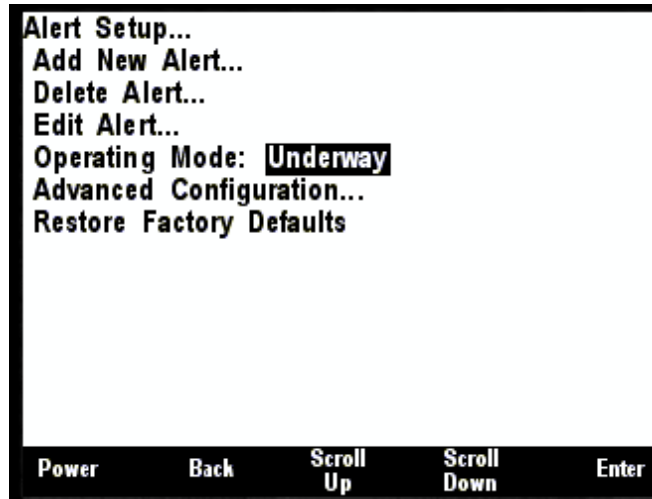 Alert Setup...
Add New Alert...
Delete Alert...
Edit Alert...
Operating Mode: Underway
Advanced Configuration...
Restore Factory Defaults
Power Back Scroll Up Scroll Down Enter